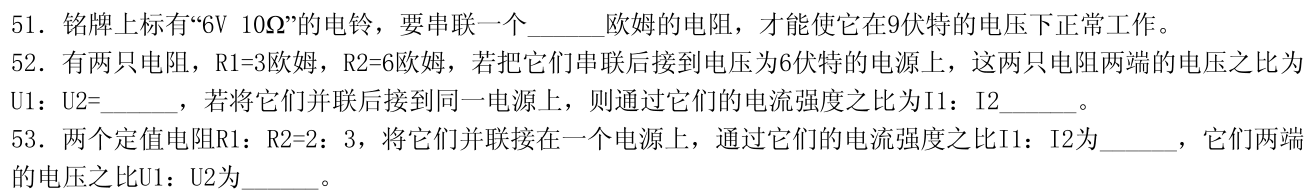 51．铭牌上标有“6V 10Ω”的电铃，要串联一个______欧姆的电阻，才能使它在9伏特的电压下正常工作。
52．有两只电阻，R1=3欧姆，R2=6欧姆，若把它们串联后接到电压为6伏特的电源上，这两只电阻两端的电压之比为
U1：U2=______，若将它们并联后接到同一电源上，则通过它们的电流强度之比为I1：I2______。
53．两个定值电阻R1：R2=2：3，将它们并联接在一个电源上，通过它们的电流强度之比I1：I2为______，它们两端
的电压之比U1：U2为______。